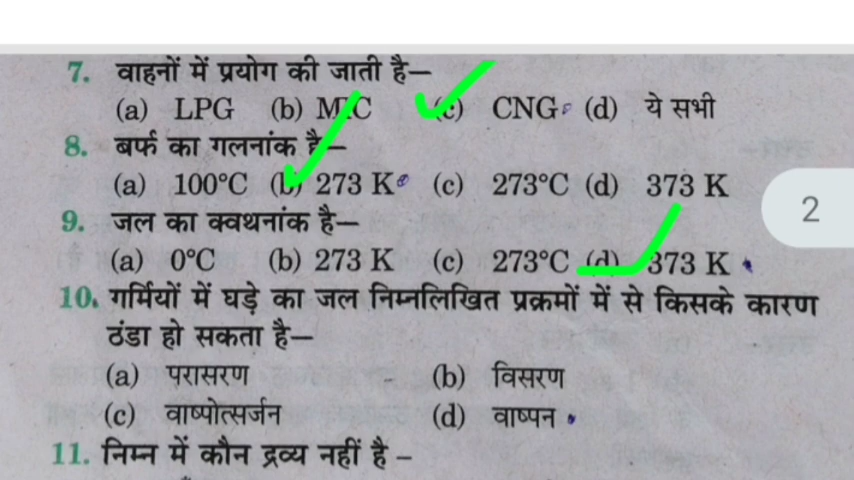 7. वाहनों में प्रयोग की जाती है—
(a) LPG (b) MIC (c) CNG (d) ये सभी
8. बर्फ का गलनांक है—
(a) 100°C (b) 273 K (c) 273°C (d) 373 K
2
9. जल का क्वथनांक है—
(a) 0°C (b) 273 K (c) 273°C (d) 373 K
10. गर्मियों में घड़े का जल निम्नलिखित प्रक्रमों में से किसके कारण
ठंडा हो सकता है—
(a) परासरण (b) विसरण
(c) वाष्पोत्सर्जन (d) वाष्पन
11. निम्न में कौन द्रव्य नहीं है –